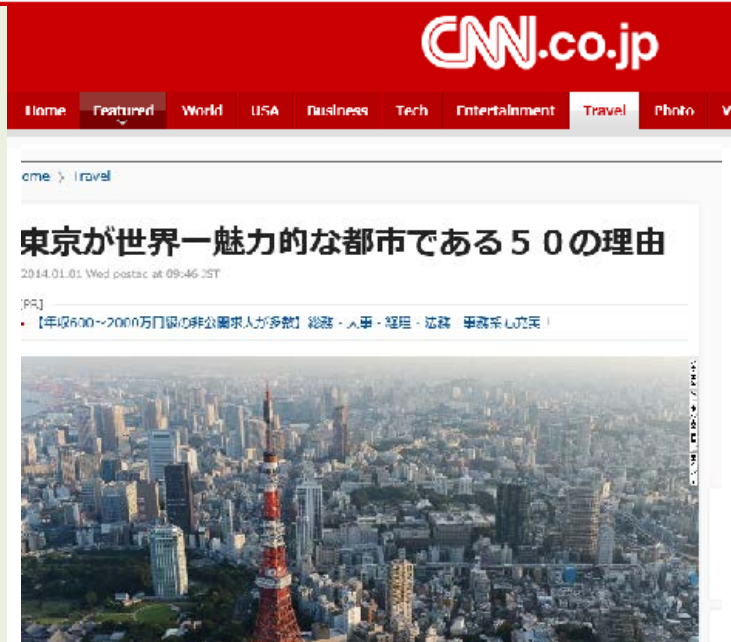 CNN.co.jp
Home Featured World USA Business Tech Entertainment Travel Photo
ome > Travel
東京が世界一魅力的な都市である５０の理由
2014.01.01 Wed posted at 09:46 JST
[PR]
【年収600～2000万円級の非公開求人が多数】総務・人事・経理・法務 事務系も充実！